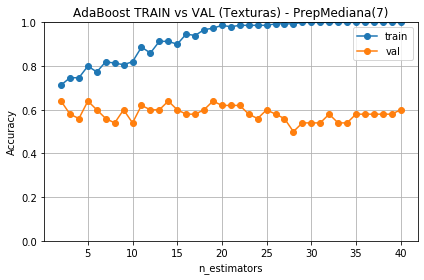 AdaBoost TRAIN vs VAL (Texturas) - PrepMediana(7)
1.0
0.8
0.6
0.4
0.2
0.0
Accuracy
train
val
5 10 15 20 25 30 35 40
n_estimators